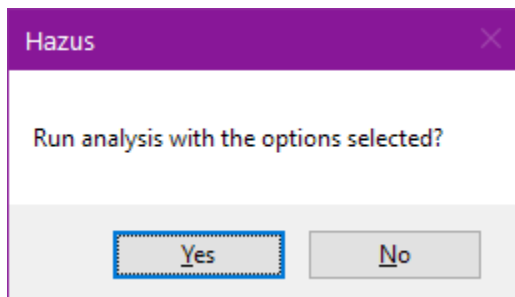 Hazus
Run analysis with the options selected?
Yes
No